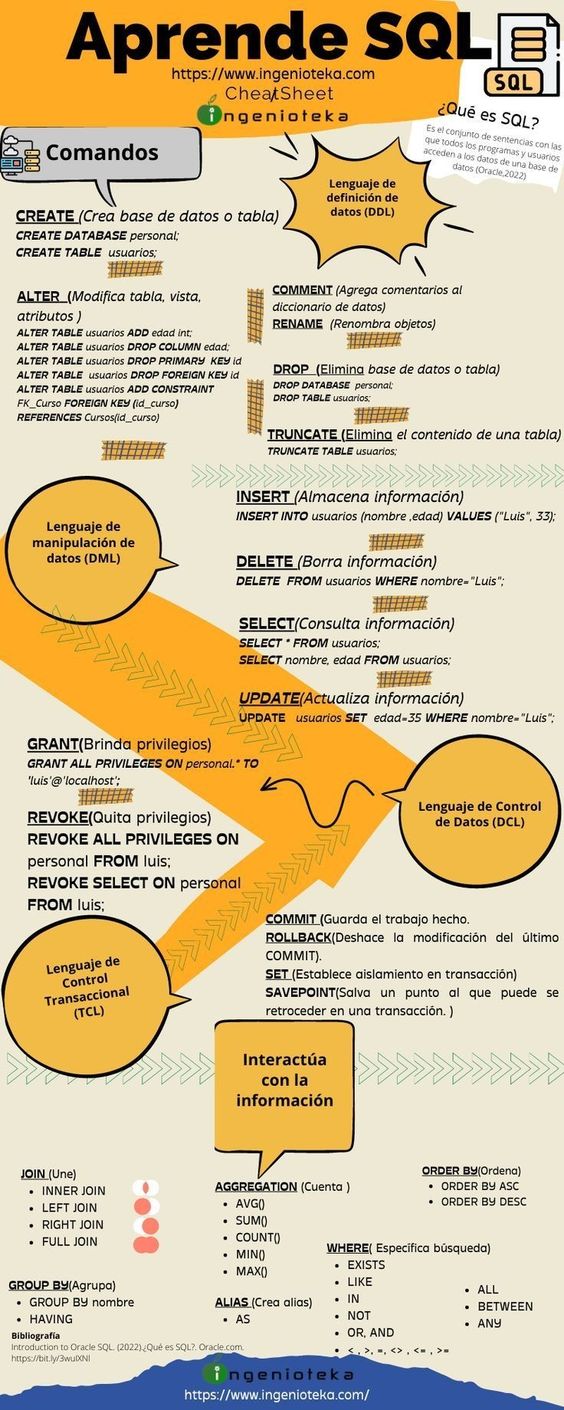 Aprende SQL
https://www.ingenioteka.com
CheatSheet
ingenioteka
SQL
¿Qué es SQL?
Es el conjunto de sentencias con las
que todos los programas y usuarios
acceden a los datos de una base de
datos (Oracle,2022)
Comandos
Lenguaje de
definición de
datos (DDL)
CREATE (Crea base de datos o tabla)
CREATE DATABASE personal;
CREATE TABLE usuarios;
ALTER (Modifica tabla, vista,
atributos )
ALTER TABLE usuarios ADD edad int;
ALTER TABLE usuarios DROP COLUMN edad;
ALTER TABLE usuarios DROP PRIMARY KEY id
ALTER TABLE usuarios DROP FOREIGN KEY id
ALTER TABLE usuarios ADD CONSTRAINT
FK_Curso FOREIGN KEY (id_curso)
REFERENCES Cursos(id_curso)
COMMENT (Agrega comentarios al
diccionario de datos)
RENAME (Renombra objetos)
DROP (Elimina base de datos o tabla)
DROP DATABASE personal;
DROP TABLE usuarios;
TRUNCATE (Elimina el contenido de una tabla)
TRUNCATE TABLE usuarios;
Lenguaje de
manipulación de
datos (DML)
INSERT (Almacena información)
INSERT INTO usuarios (nombre ,edad) VALUES ("Luis", 33);
DELETE (Borra información)
DELETE FROM usuarios WHERE nombre="Luis";
SELECT(Consulta información)
SELECT * FROM usuarios;
SELECT nombre, edad FROM usuarios;
UPDATE(Actualiza información)
UPDATE usuarios SET edad=35 WHERE nombre="Luis";
GRANT(Brinda privilegios)
GRANT ALL PRIVILEGES ON personal.* TO
'luis'@'localhost';
REVOKE(Quita privilegios)
REVOKE ALL PRIVILEGES ON
personal FROM luis;
REVOKE SELECT ON personal
FROM luis;
Lenguaje de Control
de Datos (DCL)
Lenguaje de
Control
Transaccional
(TCL)
COMMIT (Guarda el trabajo hecho.
ROLLBACK(Deshace la modificación del último
COMMIT).
SET (Establece aislamiento en transacción)
SAVEPOINT(Salva un punto al que puede se
retroceder en una transacción. )
Interactúa
con la
información
JOIN (Une)
• INNER JOIN
• LEFT JOIN
• RIGHT JOIN
• FULL JOIN
GROUP BY(Agrupa)
• GROUP BY nombre
• HAVING
AGGREGATION (Cuenta )
• AVG()
• SUM()
• COUNT()
• MIN()
• MAX()
ALIAS (Crea alias)
• AS
ORDER BY(Ordena)
• ORDER BY ASC
• ORDER BY DESC
WHERE( Específica búsqueda)
• EXISTS
• LIKE
• IN
• NOT
• OR, AND
• < , >, =, <> , <= , >=
• ALL
• BETWEEN
• ANY
Bibliografía
Introduction to Oracle SQL. (2022).¿Qué es SQL?. Oracle.com.
https://bit.ly/3wuIXNl
ingenioteka
https://www.ingenioteka.com/